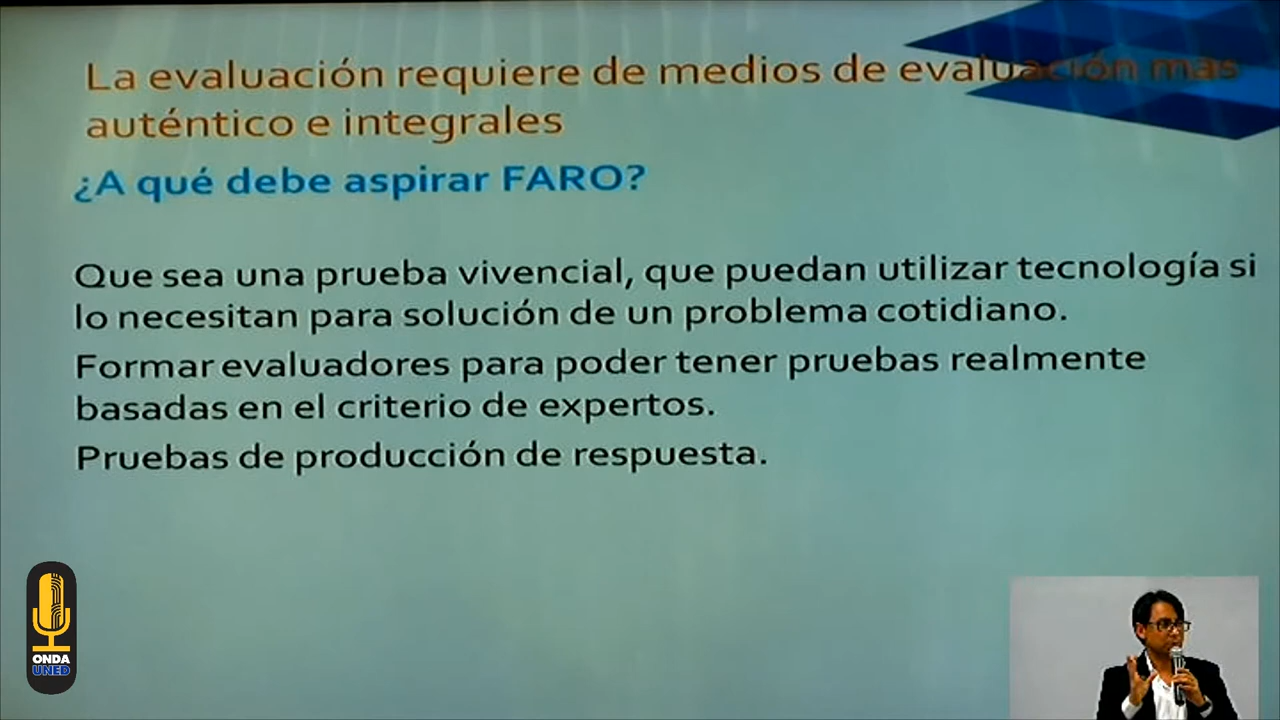 La evaluación requiere de medios de evaluación más
auténtico e integrales
¿A qué debe aspirar FARO?
Que sea una prueba vivencial, que puedan utilizar tecnología si
lo necesitan para solución de un problema cotidiano.
Formar evaluadores para poder tener pruebas realmente
basadas en el criterio de expertos.
Pruebas de producción de respuesta.
ONDA
UNED